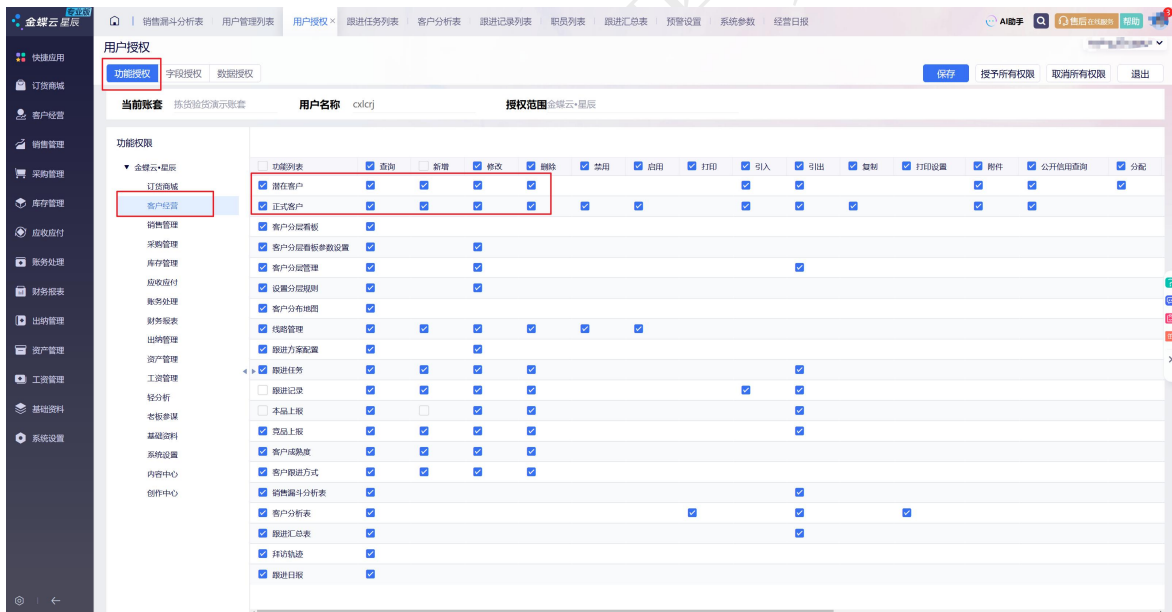 金蝶云 星辰 专业版 销售漏斗分析表 用户管理列表 用户授权 × 跟进任务列表 客户分析表 跟进记录列表 职员列表 跟进汇总表 预警设置 系统参数 经营日报 AI助手 售后在线服务 帮助 3
用户授权
功能授权 字段授权 数据授权 保存 授予所有权限 取消所有权限 退出
当前账套 拣货验货演示账套 用户名称 cxlcrj 授权范围 金蝶云•星辰
快捷应用
订货商城
客户经营
销售管理
采购管理
库存管理
应收应付
账务处理
财务报表
出纳管理
资产管理
工资管理
基础资料
系统设置
功能权限
金蝶云•星辰
订货商城
客户经营
销售管理
采购管理
库存管理
应收应付
账务处理
财务报表
出纳管理
资产管理
工资管理
轻分析
老板参谋
基础资料
系统设置
内容中心
创作中心
功能列表 查询 新增 修改 删除 禁用 启用 打印 引入 引出 复制 打印设置 附件 公开信用查询 分配
潜在客户
正式客户
客户分层看板
客户分层看板参数设置
客户分层管理
设置分层规则
客户分布地图
线路管理
跟进方案配置
跟进任务
跟进记录
本品上报
竞品上报
客户成熟度
客户跟进方式
销售漏斗分析表
客户分析表
跟进汇总表
拜访轨迹
跟进日报